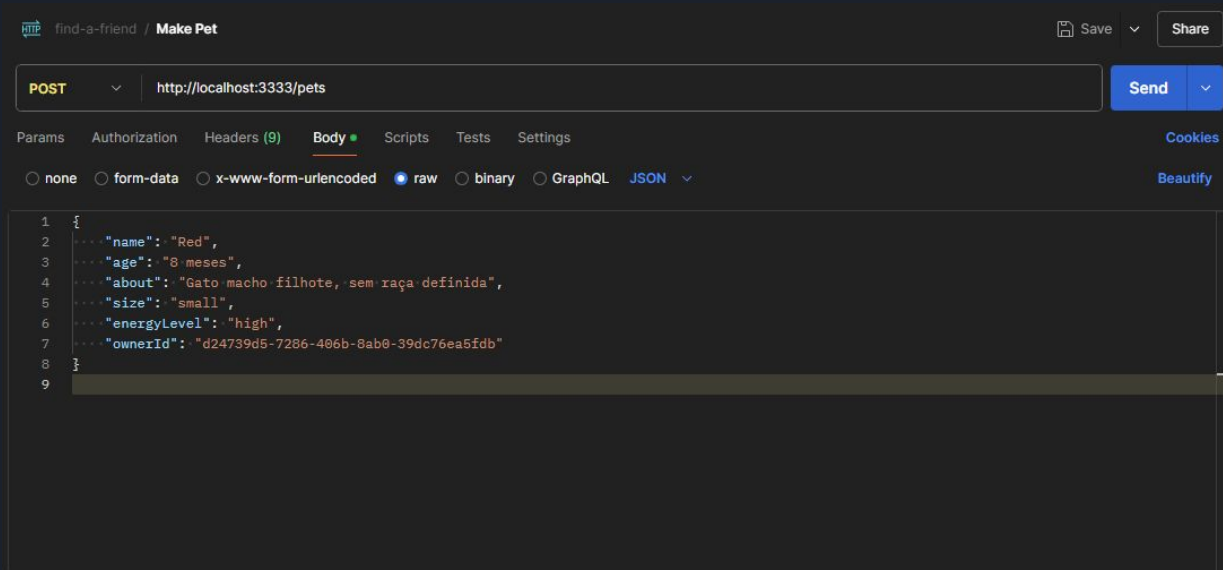 HTTP find-a-friend / Make Pet Save Share
POST http://localhost:3333/pets Send
Params Authorization Headers (9) Body Scripts Tests Settings Cookies
none form-data x-www-form-urlencoded raw binary GraphQL JSON Beautify
1 {
2 "name": "Red",
3 "age": "8 meses",
4 "about": "Gato macho filhote, sem raça definida",
5 "size": "small",
6 "energyLevel": "high",
7 "ownerId": "d24739d5-7286-406b-8ab0-39dc76ea5fdb"
8 }
9